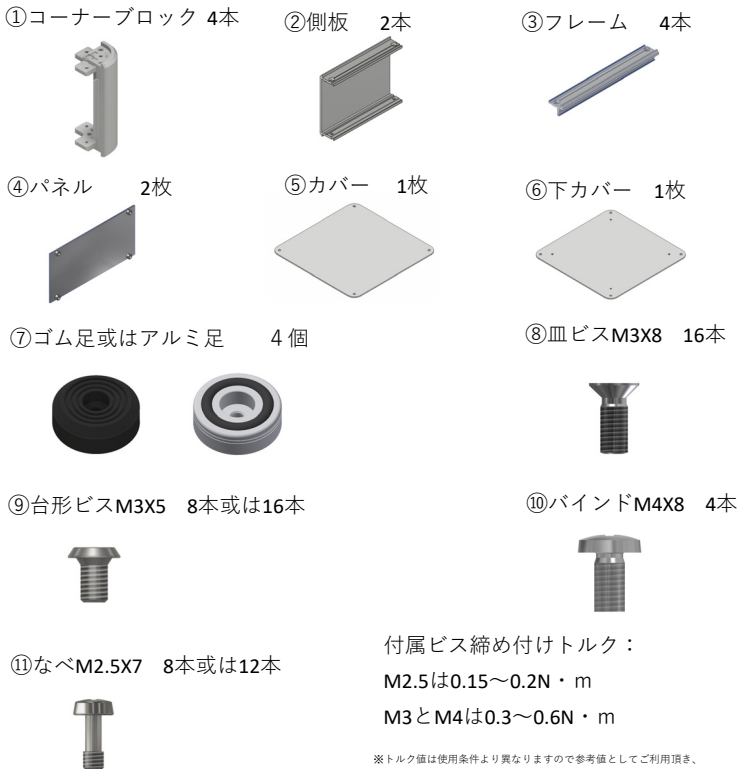 ①コーナーブロック 4本
②側板 2本
③フレーム 4本
④パネル 2枚
⑤カバー 1枚
⑥下カバー 1枚
⑦ゴム足或はアルミ足 4個
⑧皿ビスM3X8 16本
⑨台形ビスM3X5 8本或は16本
⑩バインドM4X8 4本
⑪なべM2.5X7 8本或は12本
付属ビス締め付けトルク：
M2.5は0.15～0.2N・m
M3とM4は0.3～0.6N・m
※トルク値は使用条件より異なりますので参考値としてご利用頂き、